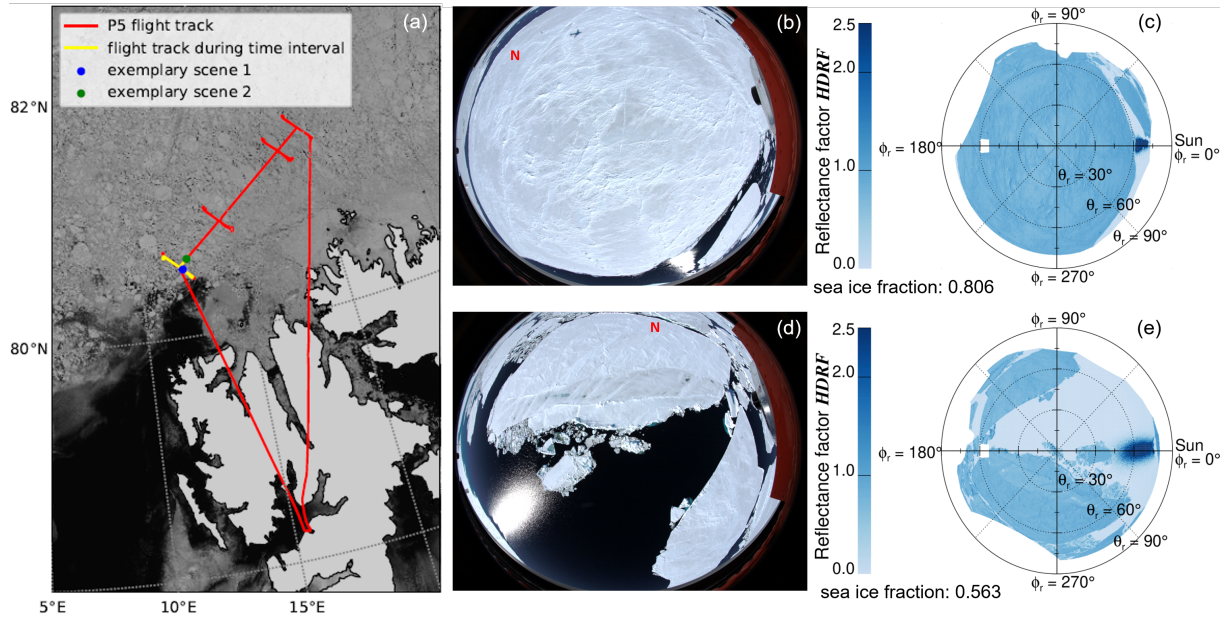 (a)
P5 flight track
flight track during time interval
exemplary scene 1
exemplary scene 2
82°N
80°N
5°E
10°E
15°E
(b)
N
2.5
2.0
1.0
0.0
Reflectance factor HDRF
(c)
ϕr = 90°
ϕr = 180°
Sun
ϕr = 0°
θr = 30°
θr = 60°
θr = 90°
ϕr = 270°
sea ice fraction: 0.806
(d)
N
2.5
2.0
1.0
0.0
Reflectance factor HDRF
(e)
ϕr = 90°
ϕr = 180°
Sun
ϕr = 0°
θr = 30°
θr = 60°
θr = 90°
ϕr = 270°
sea ice fraction: 0.563